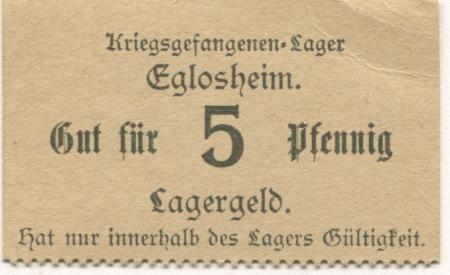 Kriegsgefangenen-Lager
Eglosheim.
Gut für 5 Pfennig
Lagergeld.
Hat nur innerhalb des Lagers Gültigkeit.